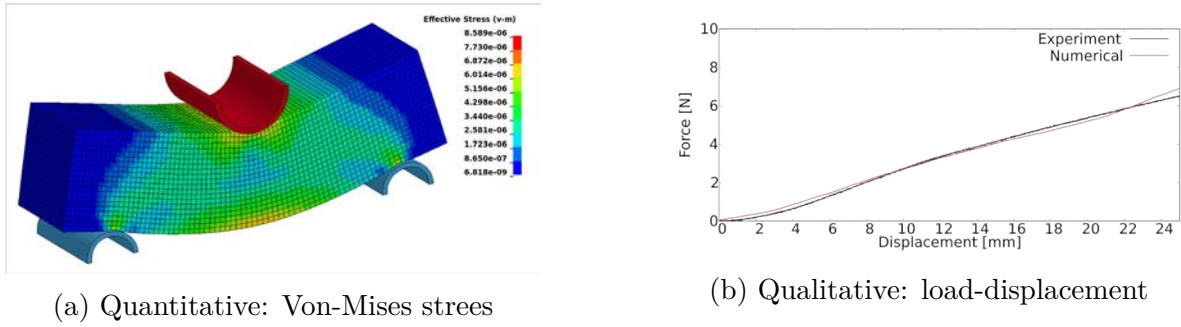 Effective Stress (v-m)
8.589e-06
7.730e-06
6.872e-06
6.014e-06
5.156e-06
4.298e-06
3.440e-06
2.581e-06
1.723e-06
8.650e-07
6.818e-09
(a) Quantitative: Von-Mises strees
10
8
6
4
2
0
Force [N]
Experiment
Numerical
0 2 4 6 8 10 12 14 16 18 20 22 24
Displacement [mm]
(b) Qualitative: load-displacement